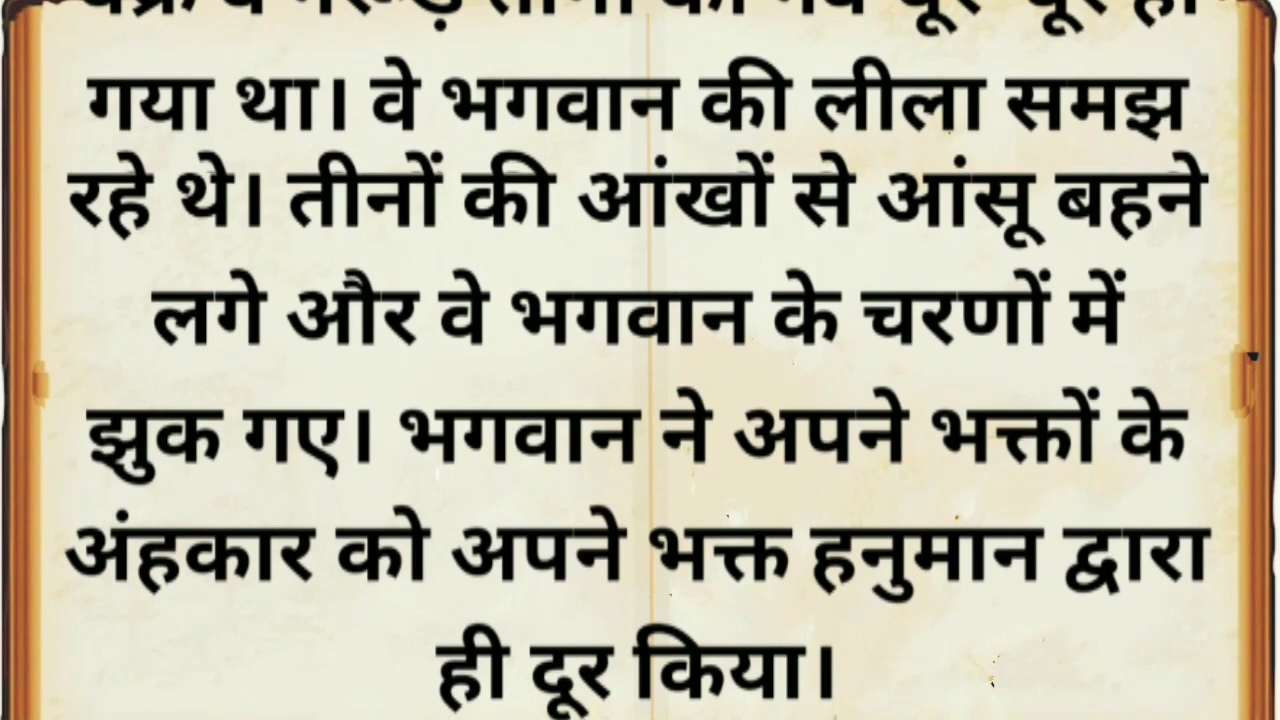 गया था। वे भगवान की लीला समझ
रहे थे। तीनों की आंखों से आंसू बहने
लगे और वे भगवान के चरणों में
झुक गए। भगवान ने अपने भक्तों के
अंहकार को अपने भक्त हनुमान द्वारा
ही दूर किया।